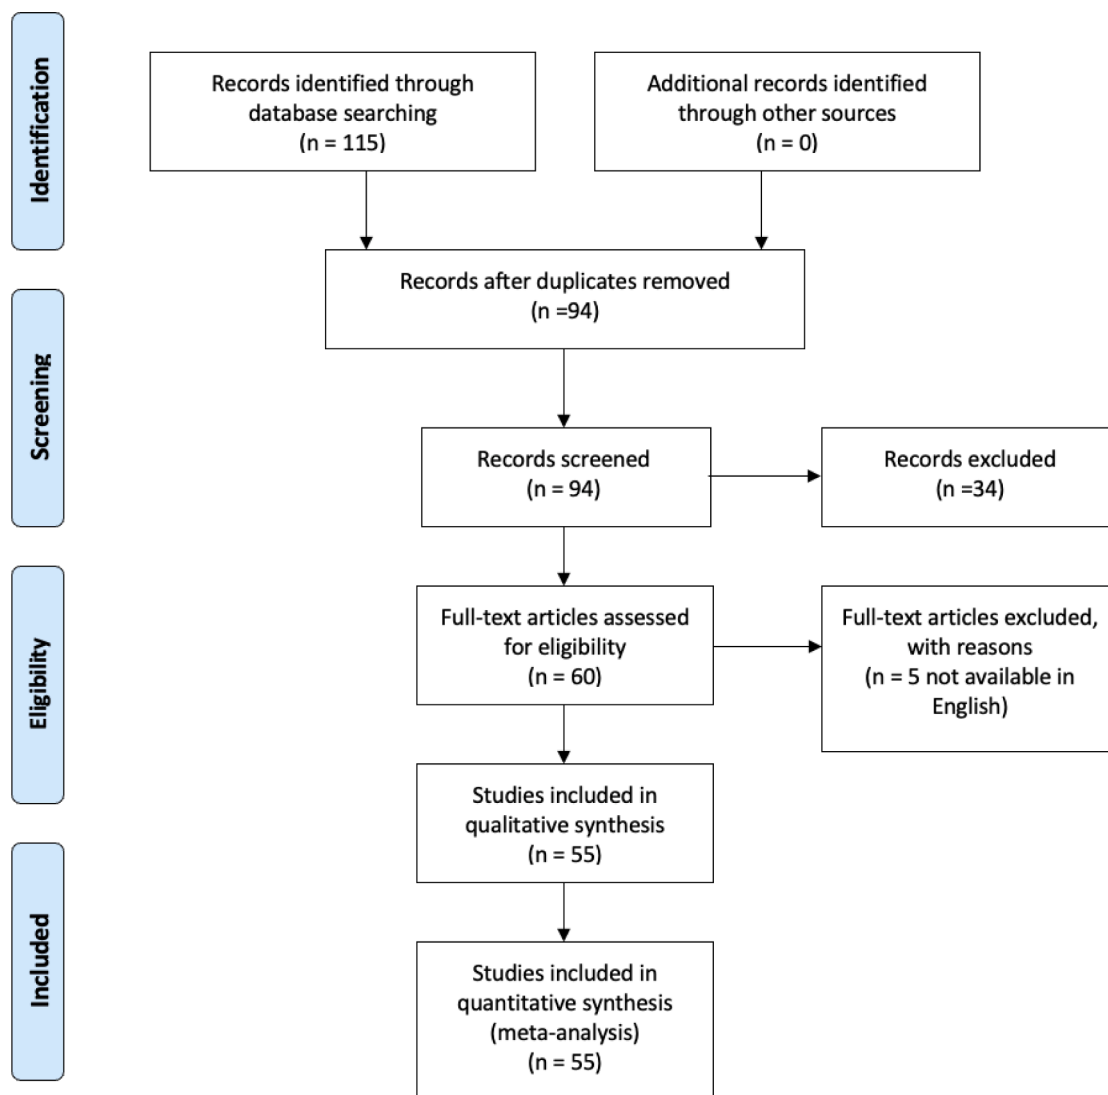 Identification
Records identified through
database searching
(n = 115)
Additional records identified
through other sources
(n = 0)
Records after duplicates removed
(n =94)
Screening
Records screened
(n = 94)
Records excluded
(n =34)
Eligibility
Full-text articles assessed
for eligibility
(n = 60)
Full-text articles excluded,
with reasons
(n = 5 not available in
English)
Studies included in
qualitative synthesis
(n = 55)
Included
Studies included in
quantitative synthesis
(meta-analysis)
(n = 55)